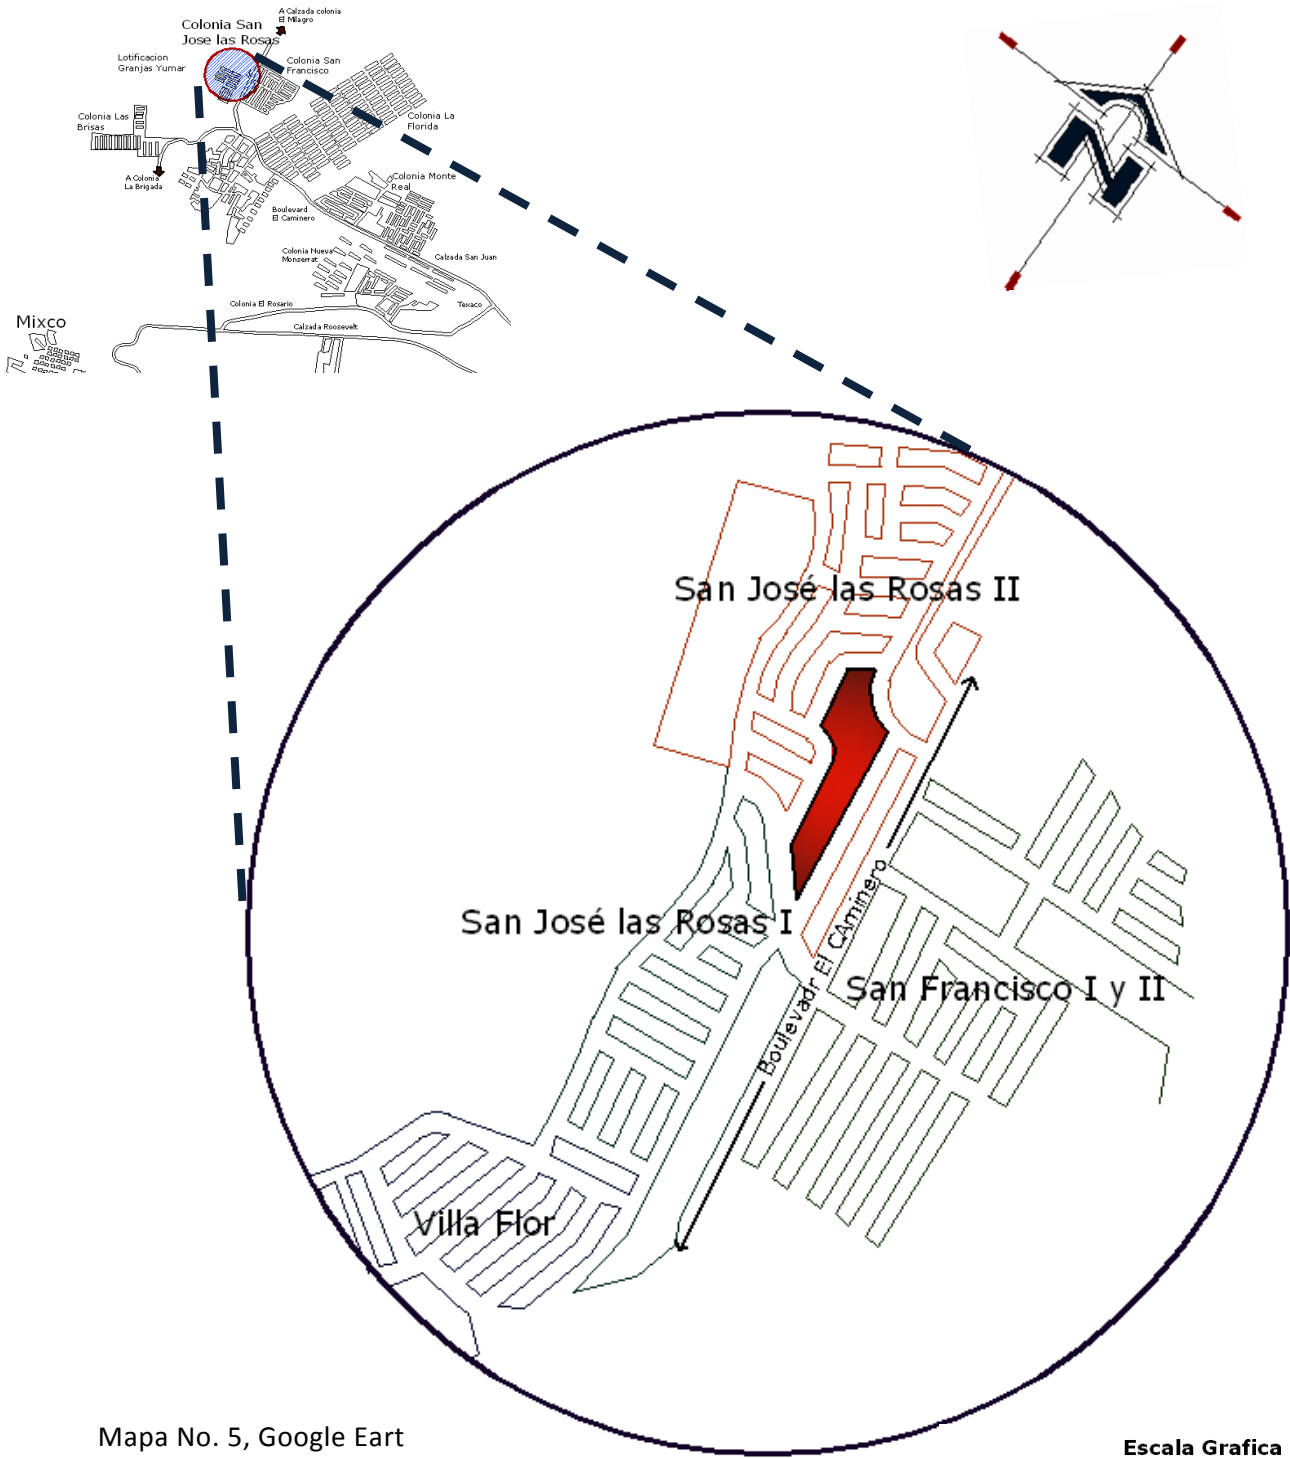 A Calzada colonia
El Milagro
Colonia San
Jose las Rosas
Lotificacion
Granjas Yumar
Colonia San
Francisco
Colonia Las
Brisas
Colonia La
Florida
A Colonia
La Brigada
Colonia Monte
Real
Boulevard
El Caminero
Colonia Nueva
Monserrat
Calzada San Juan
Colonia El Rosario
Texaco
Calzada Roosevelt
Mixco
N
San José las Rosas II
San José las Rosas I
Boulevadr El CAminero
San Francisco I y II
Villa Flor
Mapa No. 5, Google Eart
Escala Grafica